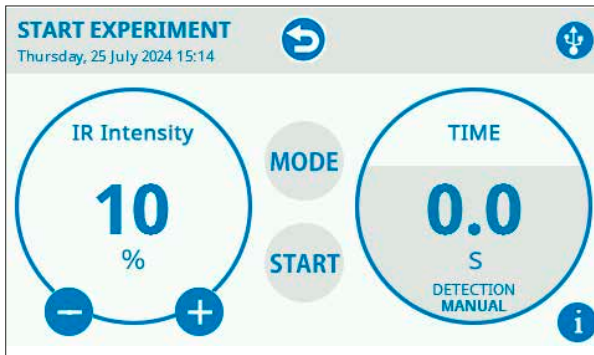 START EXPERIMENT
Thursday, 25 July 2024 15:14
IR Intensity
10
%
MODE
START
TIME
0.0
S
DETECTION
MANUAL
i